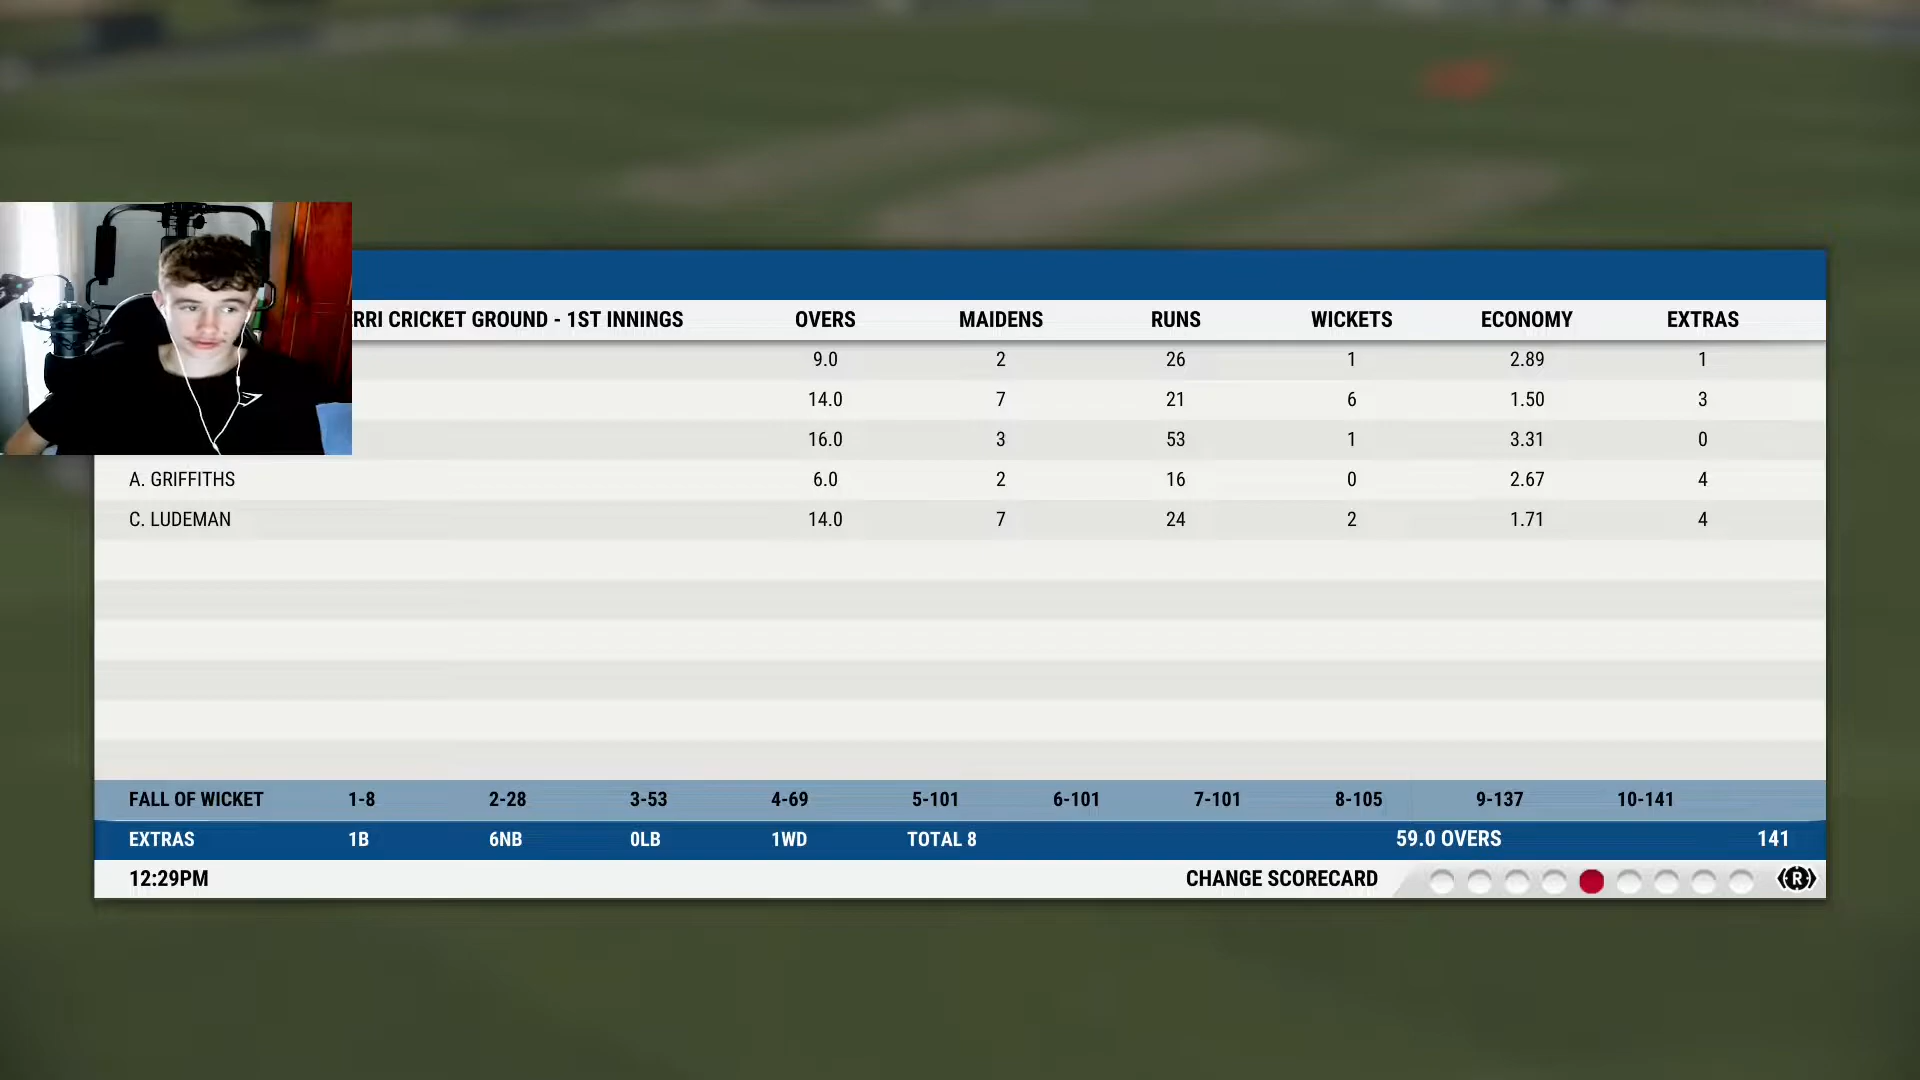 CRICKET GROUND - 1ST INNINGS OVERS MAIDENS RUNS WICKETS ECONOMY EXTRAS
9.0 2 26 1 2.89 1
14.0 7 21 6 1.50 3
16.0 3 53 1 3.31 0
A. GRIFFITHS 6.0 2 16 0 2.67 4
C. LUDEMAN 14.0 7 24 2 1.71 4
FALL OF WICKET 1-8 2-28 3-53 4-69 5-101 6-101 7-101 8-105 9-137 10-141
EXTRAS 1B 6NB 0LB 1WD TOTAL 8 59.0 OVERS 141
12:29PM CHANGE SCORECARD R